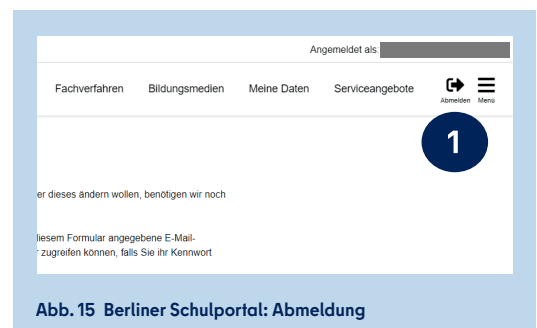 Angemeldet als:
Fachverfahren Bildungsmedien Meine Daten Serviceangebote Abmelden Menü
1
er dieses ändern wollen, benötigen wir noch
liesem Formular angegebene E-Mail-
zugreifen können, falls Sie ihr Kennwort
Abb. 15 Berliner Schulportal: Abmeldung